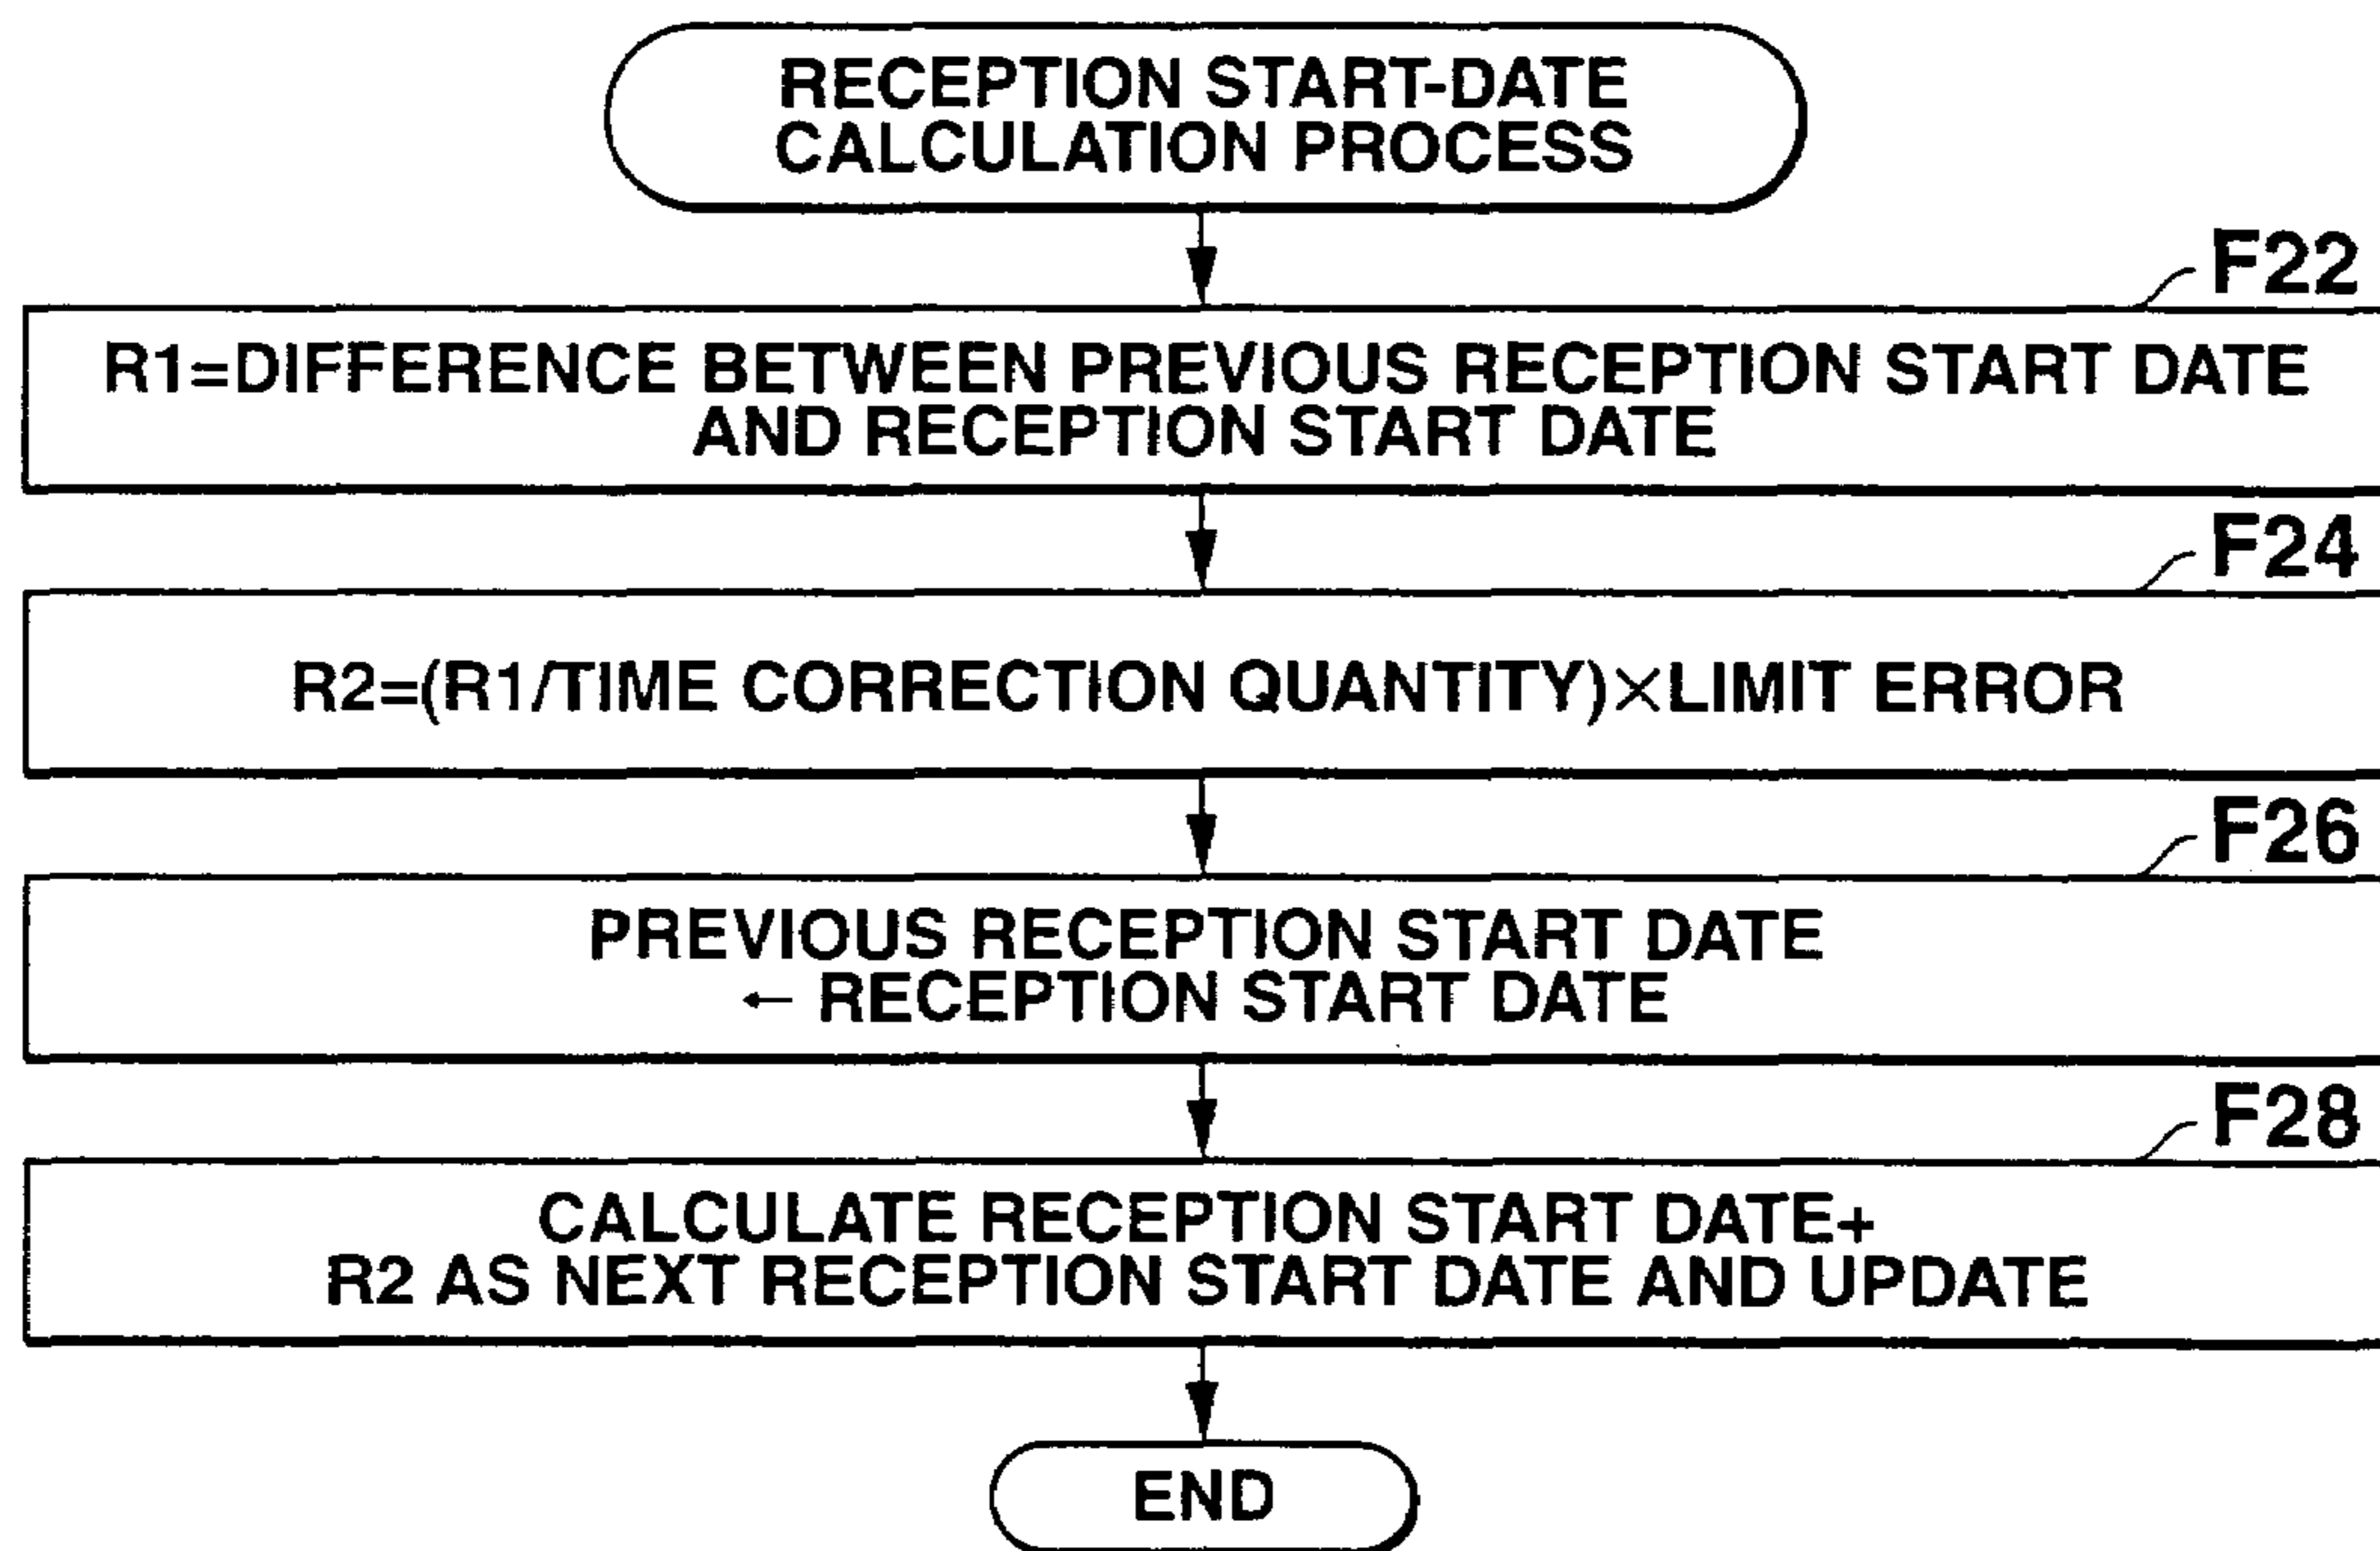 RECEPTION START-DATE
CALCULATION PROCESS
F22
R1=DIFFERENCE BETWEEN PREVIOUS RECEPTION START DATE
AND RECEPTION START DATE
F24
R2=(R1/TIME CORRECTION QUANTITY)×LIMIT ERROR
F26
PREVIOUS RECEPTION START DATE
← RECEPTION START DATE
F28
CALCULATE RECEPTION START DATE+
R2 AS NEXT RECEPTION START DATE AND UPDATE
END